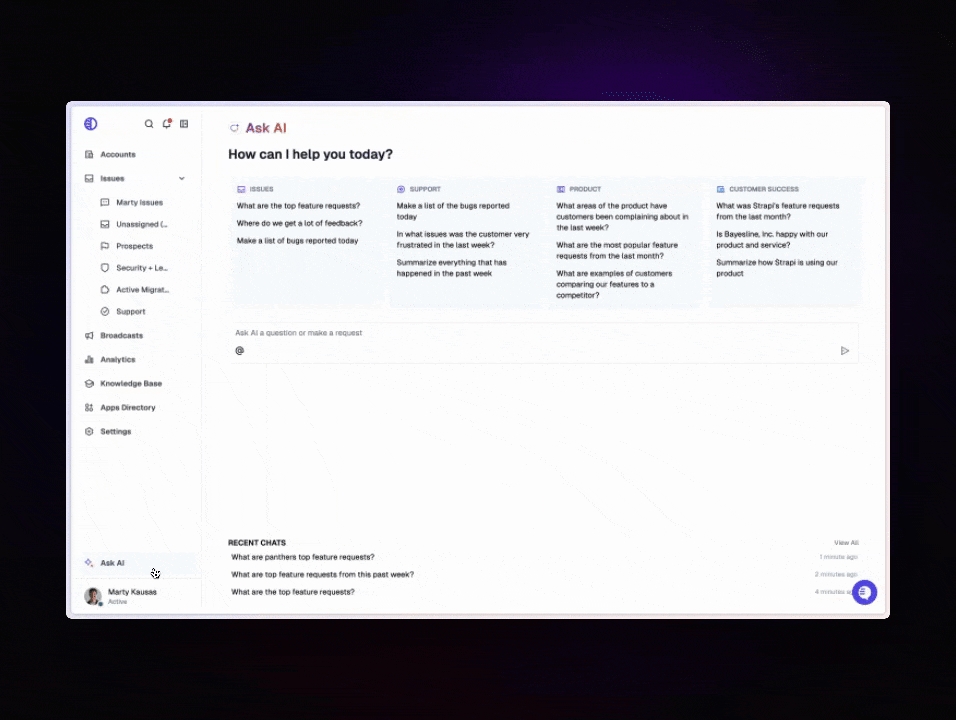 Accounts
Issues
Marty Issues
Unassigned (...
Prospects
Security + Le...
Active Migrat...
Support
Broadcasts
Analytics
Knowledge Base
Apps Directory
Settings
Ask AI
Marty Kausas
Active
Ask AI
How can I help you today?
ISSUES
What are the top feature requests?
Where do we get a lot of feedback?
Make a list of bugs reported today
SUPPORT
Make a list of the bugs reported
today
In what issues was the customer very
frustrated in the last week?
Summarize everything that has
happened in the past week
PRODUCT
What areas of the product have
customers been complaining about in
the last week?
What are the most popular feature
requests from the last month?
What are examples of customers
comparing our features to a
competitor?
CUSTOMER SUCCESS
What was Strapi's feature requests
from the last month?
Is Bayesline, Inc. happy with our
product and service?
Summarize how Strapi is using our
product
Ask AI a question or make a request
@
RECENT CHATS
View All
What are panthers top feature requests?
1 minute ago
What are top feature requests from this past week?
2 minutes ago
What are the top feature requests?
4 minutes